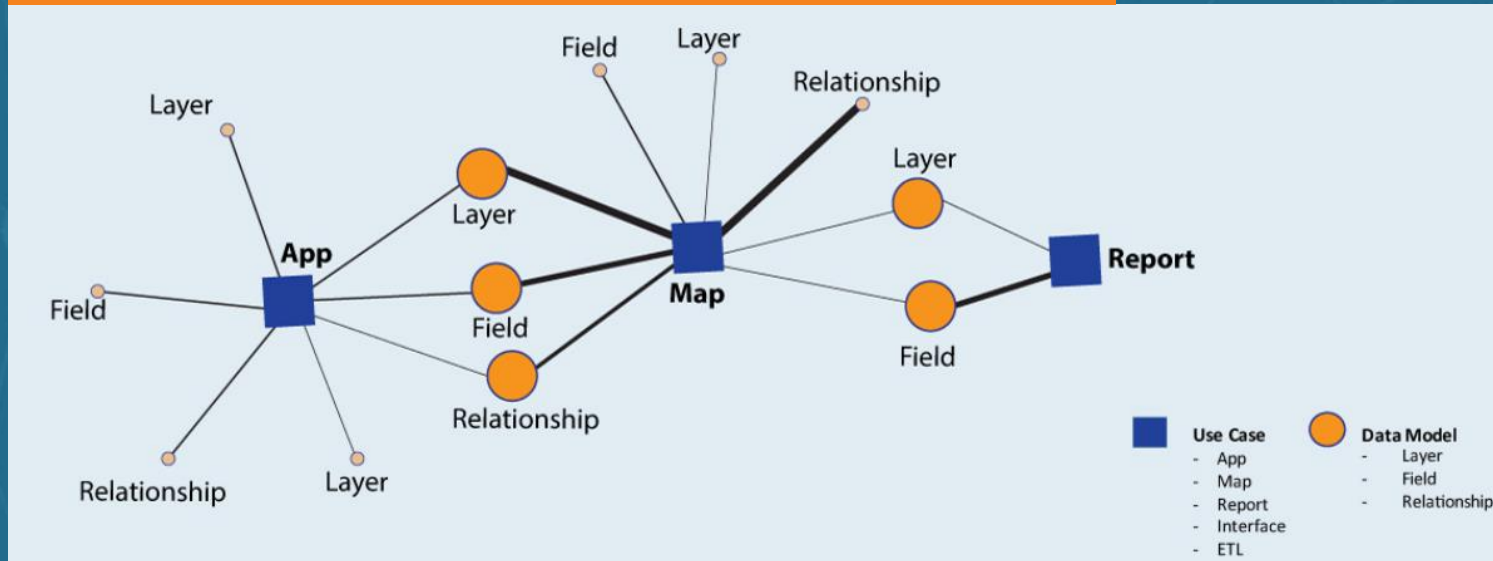 Field
Layer
Relationship
Layer
Layer
Layer
App
Report
Map
Field
Field
Field
Relationship
Relationship
Layer
Use Case
- App
- Map
- Report
- Interface
- ETL
Data Model
- Layer
- Field
- Relationship